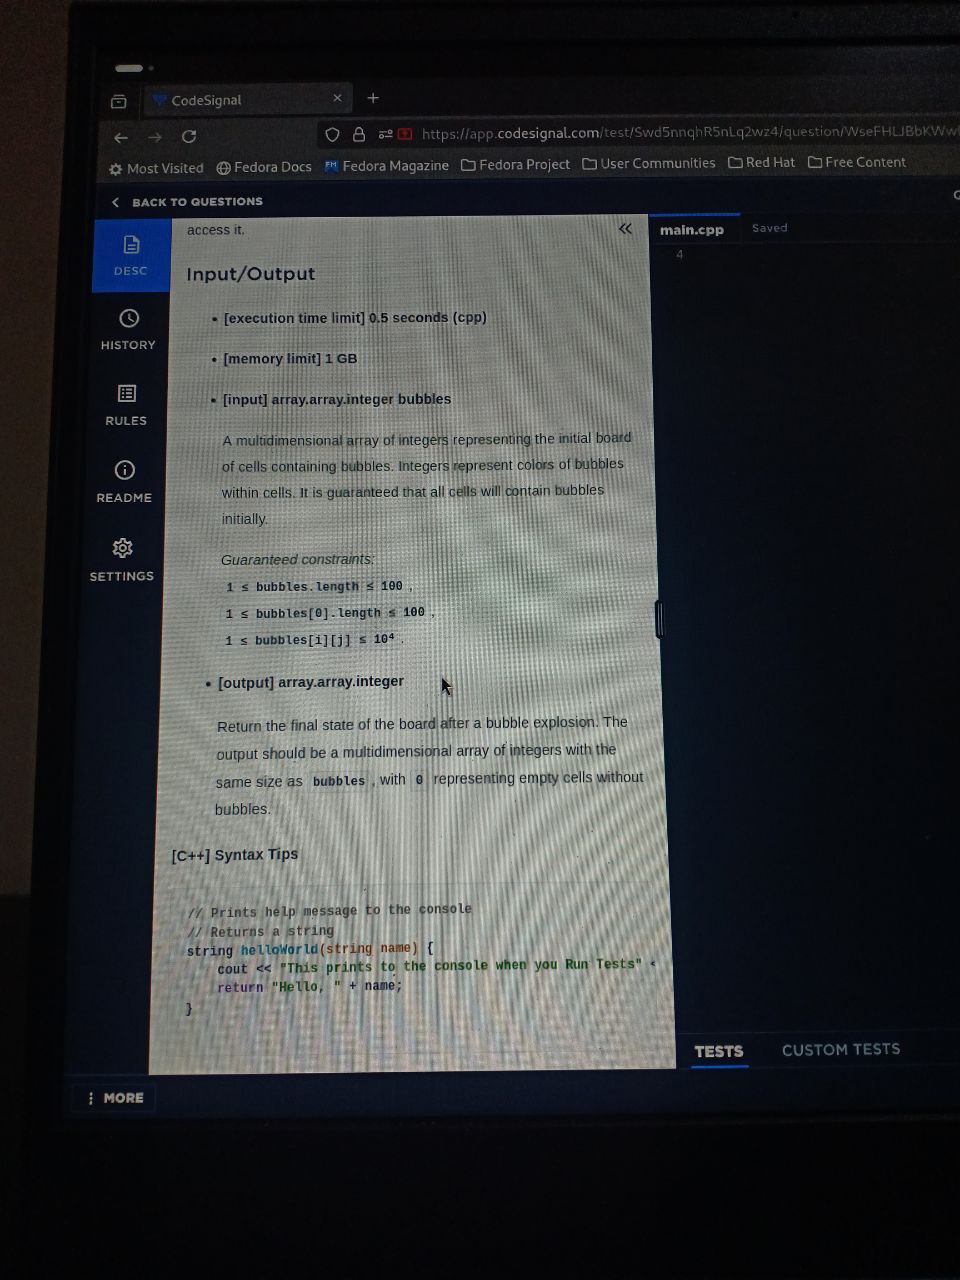 CodeSignal
https://app.codesignal.com/test/Swd5nnqhR5nLq2wz4/question/WseFHLJBbKWw
Most Visited Fedora Docs Fedora Magazine Fedora Project User Communities Red Hat Free Content
BACK TO QUESTIONS
access it.
main.cpp Saved
4
DESC
HISTORY
RULES
README
SETTINGS
Input/Output
• [execution time limit] 0.5 seconds (cpp)
• [memory limit] 1 GB
• [input] array.array.integer bubbles
A multidimensional array of integers representing the initial board
of cells containing bubbles. Integers represent colors of bubbles
within cells. It is guaranteed that all cells will contain bubbles
initially.
Guaranteed constraints:
1 ≤ bubbles.length ≤ 100 ,
1 ≤ bubbles[0].length ≤ 100 ,
1 ≤ bubbles[i][j] ≤ 10⁴ .
• [output] array.array.integer
Return the final state of the board after a bubble explosion. The
output should be a multidimensional array of integers with the
same size as bubbles , with 0 representing empty cells without
bubbles.
[C++] Syntax Tips
// Prints help message to the console
// Returns a string
string helloWorld(string name) {
cout << "This prints to the console when you Run Tests" <
return "Hello, " + name;
}
TESTS CUSTOM TESTS
MORE